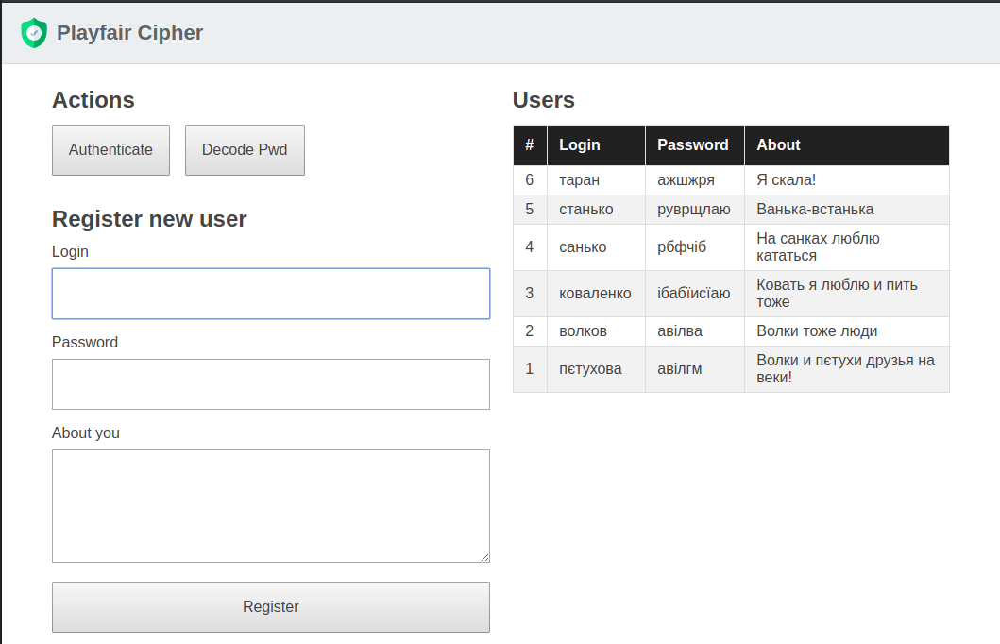 Playfair Cipher
Actions
Authenticate
Decode Pwd
Register new user
Login
Password
About you
Register
Users
# Login Password About
6 таран ажшжря Я скала!
5 станько руврщлаю Ванька-встанька
4 санько рбфчіб На санках люблю
кататься
3 коваленко ібабїисїаю Ковать я люблю и пить
тоже
2 волков авілва Волки тоже люди
1 пєтухова авілгм Волки и пєтухи друзья на
веки!